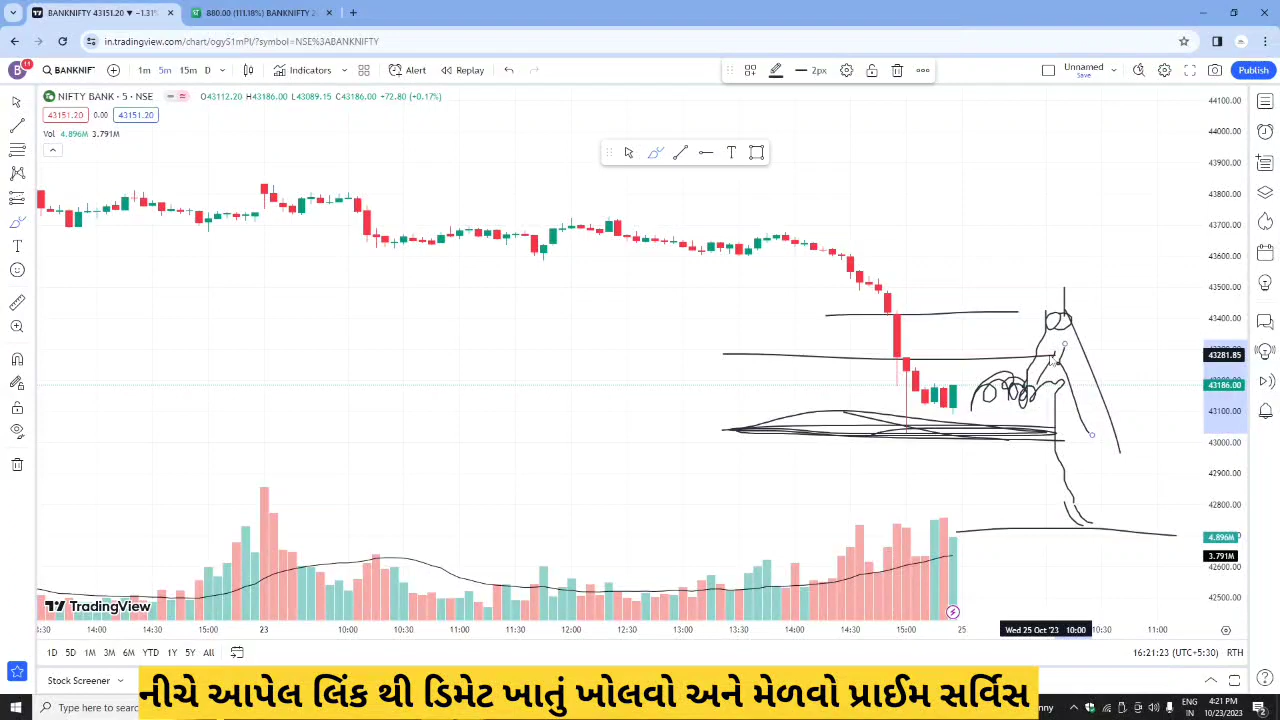 BANKNIFTY 43151.20 ▼ −1.31%
880.00 (111.18%) BANKNIFTY 2
in.tradingview.com/chart/ogyS1mPI/?symbol=NSE%3ABANKNIFTY
B 11 BANKNIF 1m 5m 15m D Indicators Alert Replay 2px Unnamed Save Publish
NIFTY BANK · 5 · NSE O43112.20 H43186.00 L43089.15 C43186.00 +72.80 (+0.17%)
43151.20 0.00 43151.20
Vol 4.896M 3.791M
44100.00
44000.00
43900.00
43800.00
43700.00
43600.00
43500.00
43400.00
43281.85
43186.00
43100.00
43000.00
42900.00
42800.00
4.896M
3.791M
42600.00
42500.00
TradingView
14:00 14:30 15:00 23 10:00 10:30 11:00 11:30 12:00 12:30 13:00 13:30 14:00 14:30 15:00 25 Wed 25 Oct '23 10:00 10:30 11:00
1D 5D 1M 3M 6M YTD 1Y 5Y All 16:21:23 (UTC+5:30) RTH
Stock Screener
નીચે આપેલ લિંક થી ડિમેટ ખાતું ખોલવો અને મેળવો પ્રાઈમ સર્વિસ
Type here to searc
nny ENG 4:21 PM
IN 10/23/2023